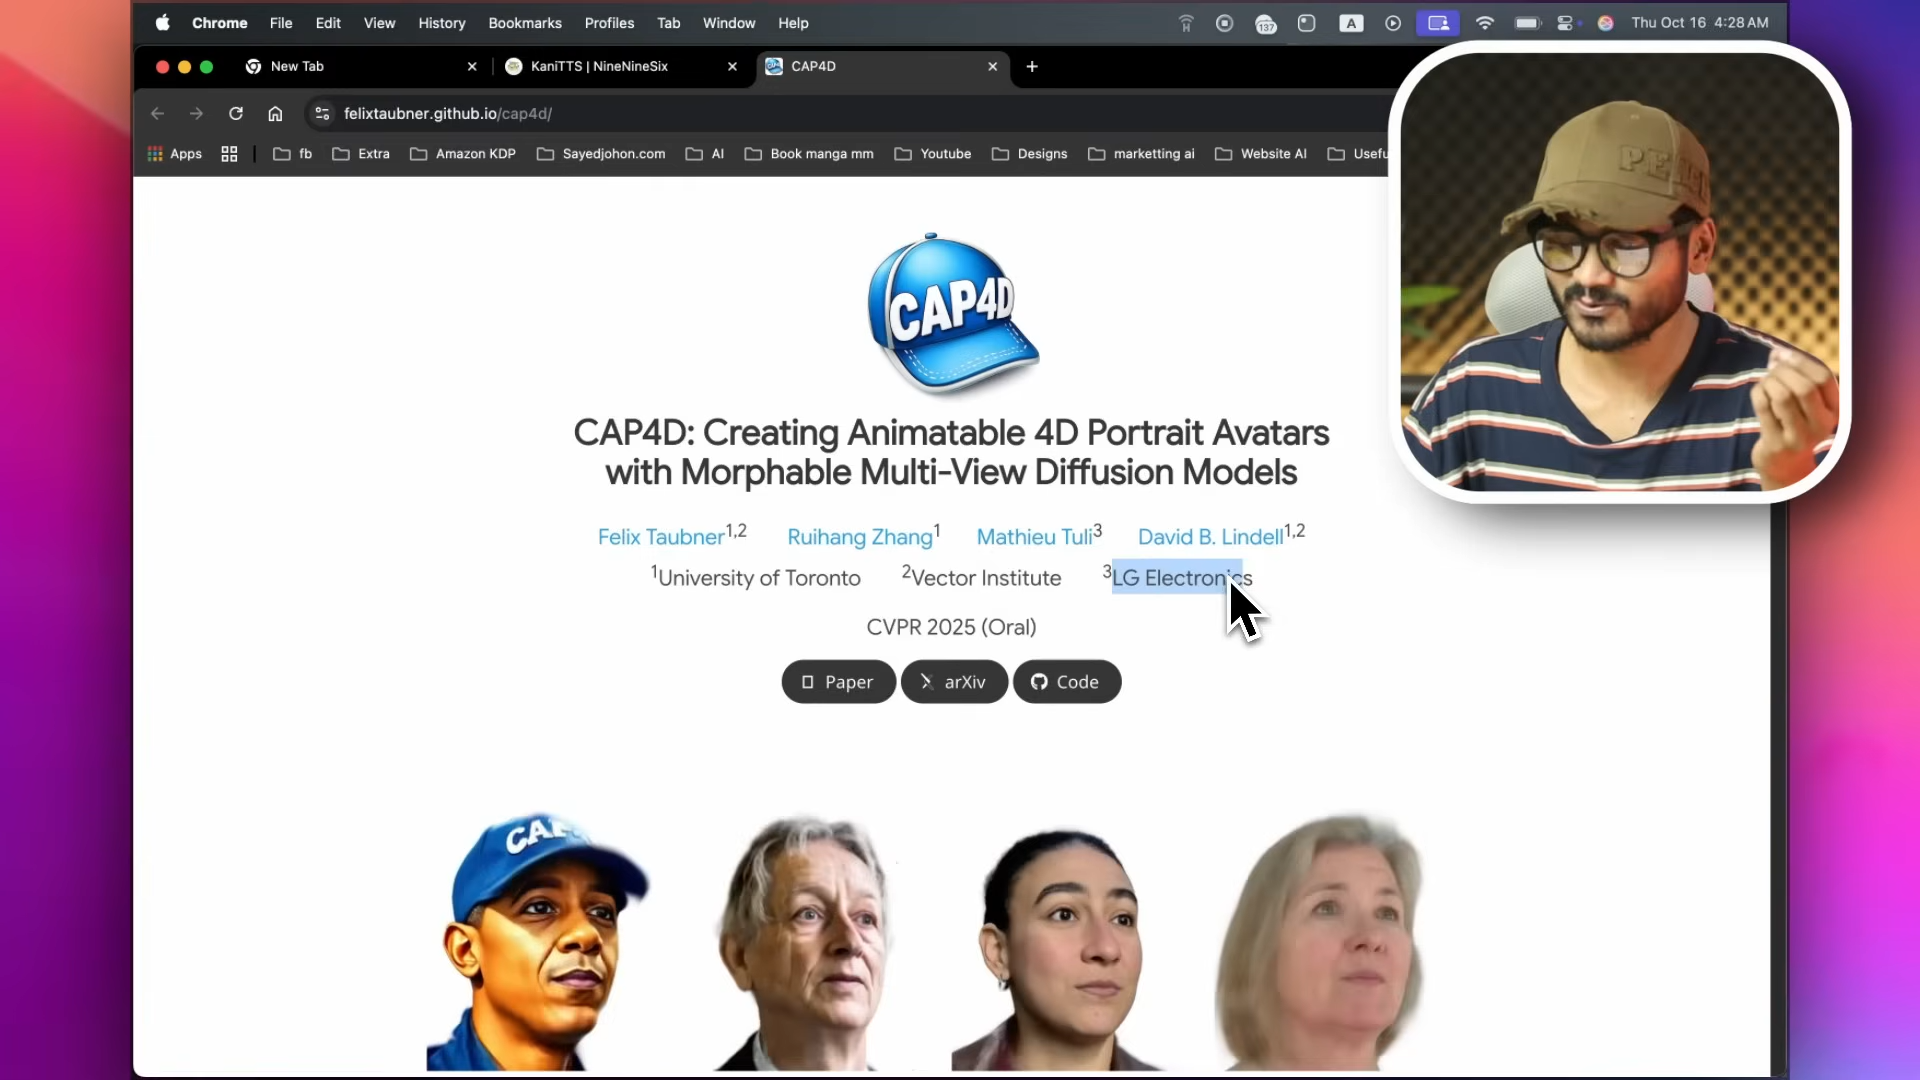 Chrome File Edit View History Bookmarks Profiles Tab Window Help 137 A Thu Oct 16 4:28 AM
New Tab KaniTTS | NineNineSix CAP4D
felixtaubner.github.io/cap4d/
Apps fb Extra Amazon KDP Sayedjohon.com AI Book manga mm Youtube Designs marketting ai Website AI Usefu
CAP4D
CAP4D: Creating Animatable 4D Portrait Avatars
with Morphable Multi-View Diffusion Models
Felix Taubner1,2 Ruihang Zhang1 Mathieu Tuli3 David B. Lindell1,2
1University of Toronto 2Vector Institute 3LG Electronics
CVPR 2025 (Oral)
Paper arXiv Code